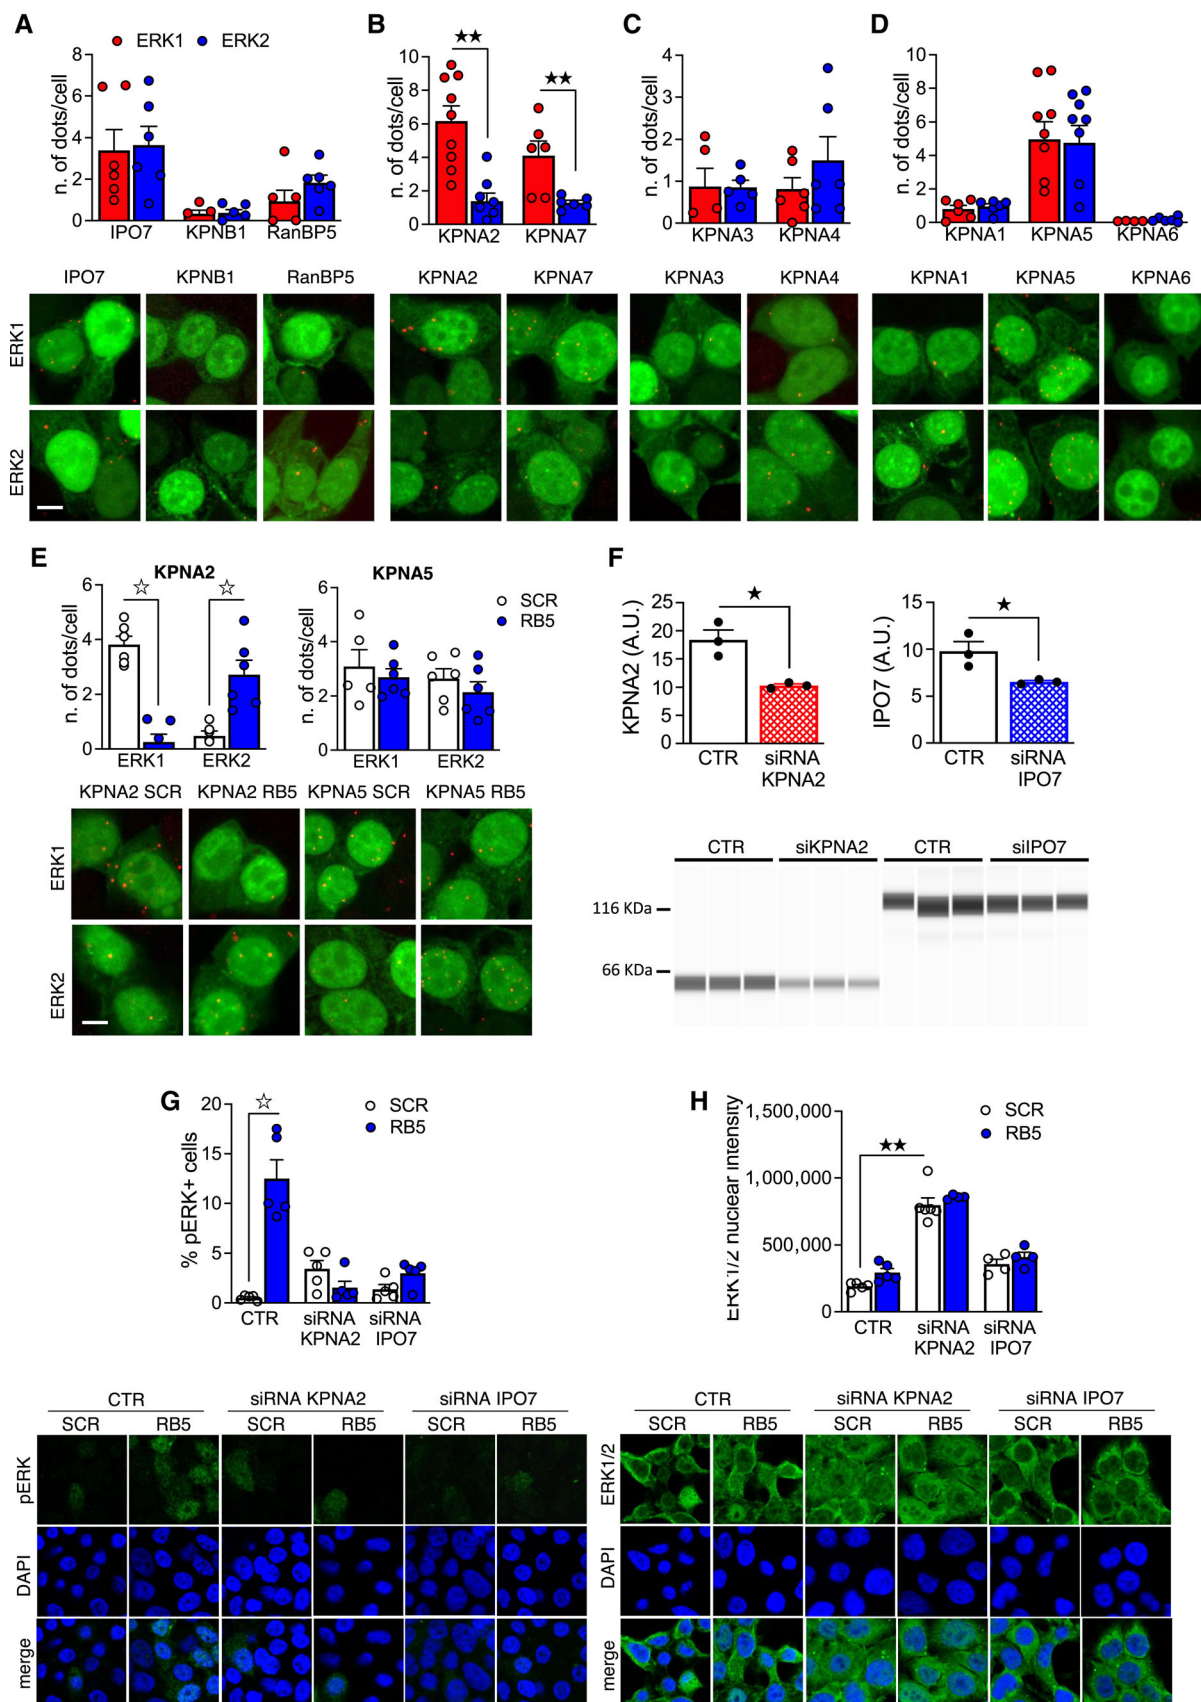 A
ERK1 ERK2
n. of dots/cell
8
6
4
2
0
IPO7 KPNB1 RanBP5
B
★★ ★★
n. of dots/cell
10
8
6
4
2
0
KPNA2 KPNA7
C
n. of dots/cell
4
3
2
1
0
KPNA3 KPNA4
D
n. of dots/cell
10
8
6
4
2
0
KPNA1 KPNA5 KPNA6
IPO7 KPNB1 RanBP5 KPNA2 KPNA7 KPNA3 KPNA4 KPNA1 KPNA5 KPNA6
ERK1
ERK2
E
KPNA2
☆ ☆
n. of dots/cell
6
4
2
0
ERK1 ERK2
KPNA5
SCR
RB5
n. of dots/cell
6
4
2
0
ERK1 ERK2
KPNA2 SCR KPNA2 RB5 KPNA5 SCR KPNA5 RB5
ERK1
ERK2
F
★
KPNA2 (A.U.)
25
20
15
10
5
0
CTR siRNA
KPNA2
★
IPO7 (A.U.)
15
10
5
0
CTR siRNA
IPO7
CTR siKPNA2 CTR siIPO7
116 KDa
66 KDa
G
☆
SCR
RB5
% pERK+ cells
20
15
10
5
0
CTR siRNA siRNA
KPNA2 IPO7
CTR siRNA KPNA2 siRNA IPO7
SCR RB5 SCR RB5 SCR RB5
pERK
DAPI
merge
H
★★
SCR
RB5
ERK1/2 nuclear intensity
1,500,000
1,000,000
500,000
0
CTR siRNA siRNA
KPNA2 IPO7
CTR siRNA KPNA2 siRNA IPO7
SCR RB5 SCR RB5 SCR RB5
ERK1/2
DAPI
merge